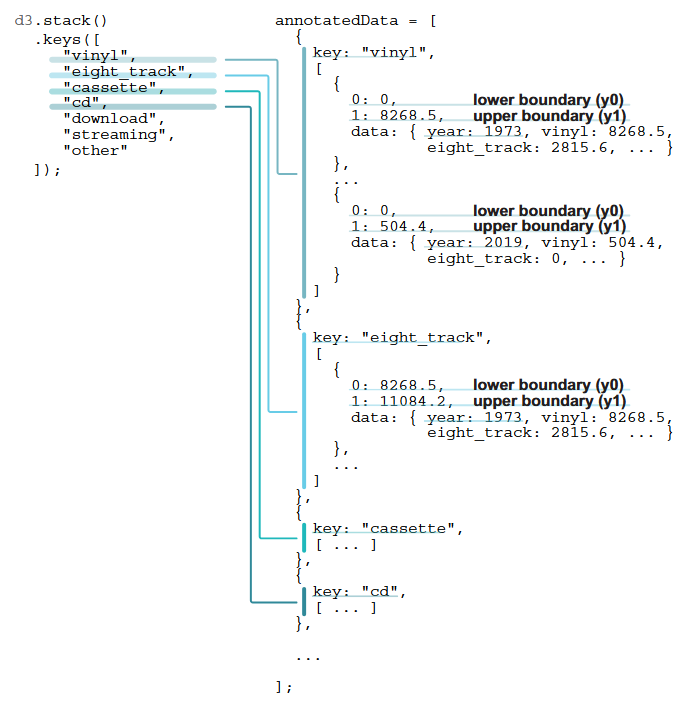 d3.stack()
.keys([
"vinyl",
"eight_track",
"cassette",
"cd",
"download",
"streaming",
"other"
]);
annotatedData = [
{
key: "vinyl",
[
{
0: 0, lower boundary (y0)
1: 8268.5, upper boundary (y1)
data: { year: 1973, vinyl: 8268.5,
eight_track: 2815.6, ... }
},
...
{
0: 0, lower boundary (y0)
1: 504.4, upper boundary (y1)
data: { year: 2019, vinyl: 504.4,
eight_track: 0, ... }
}
]
},
{
key: "eight_track",
[
{
0: 8268.5, lower boundary (y0)
1: 11084.2, upper boundary (y1)
data: { year: 1973, vinyl: 8268.5,
eight_track: 2815.6, ... }
},
...
]
},
{
key: "cassette",
[ ... ]
},
{
key: "cd",
[ ... ]
},
...
];